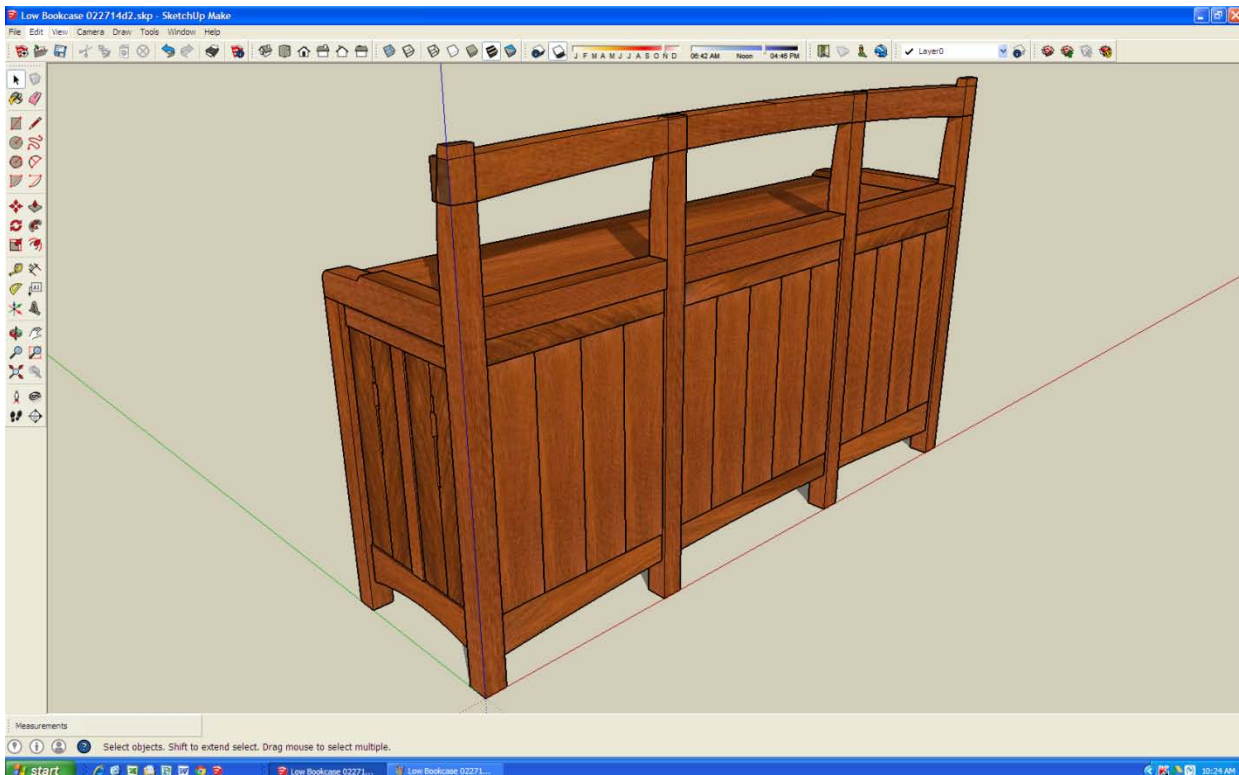 Low Bookcase 022714d2.skp - SketchUp Make
File Edit View Camera Draw Tools Window Help
J F M A M J J A S O N D 06:42 AM Noon 04:46 PM Layer0
Measurements
Select objects. Shift to extend select. Drag mouse to select multiple.
start Low Bookcase 02271... Low Bookcase 02271... 10:24 AM